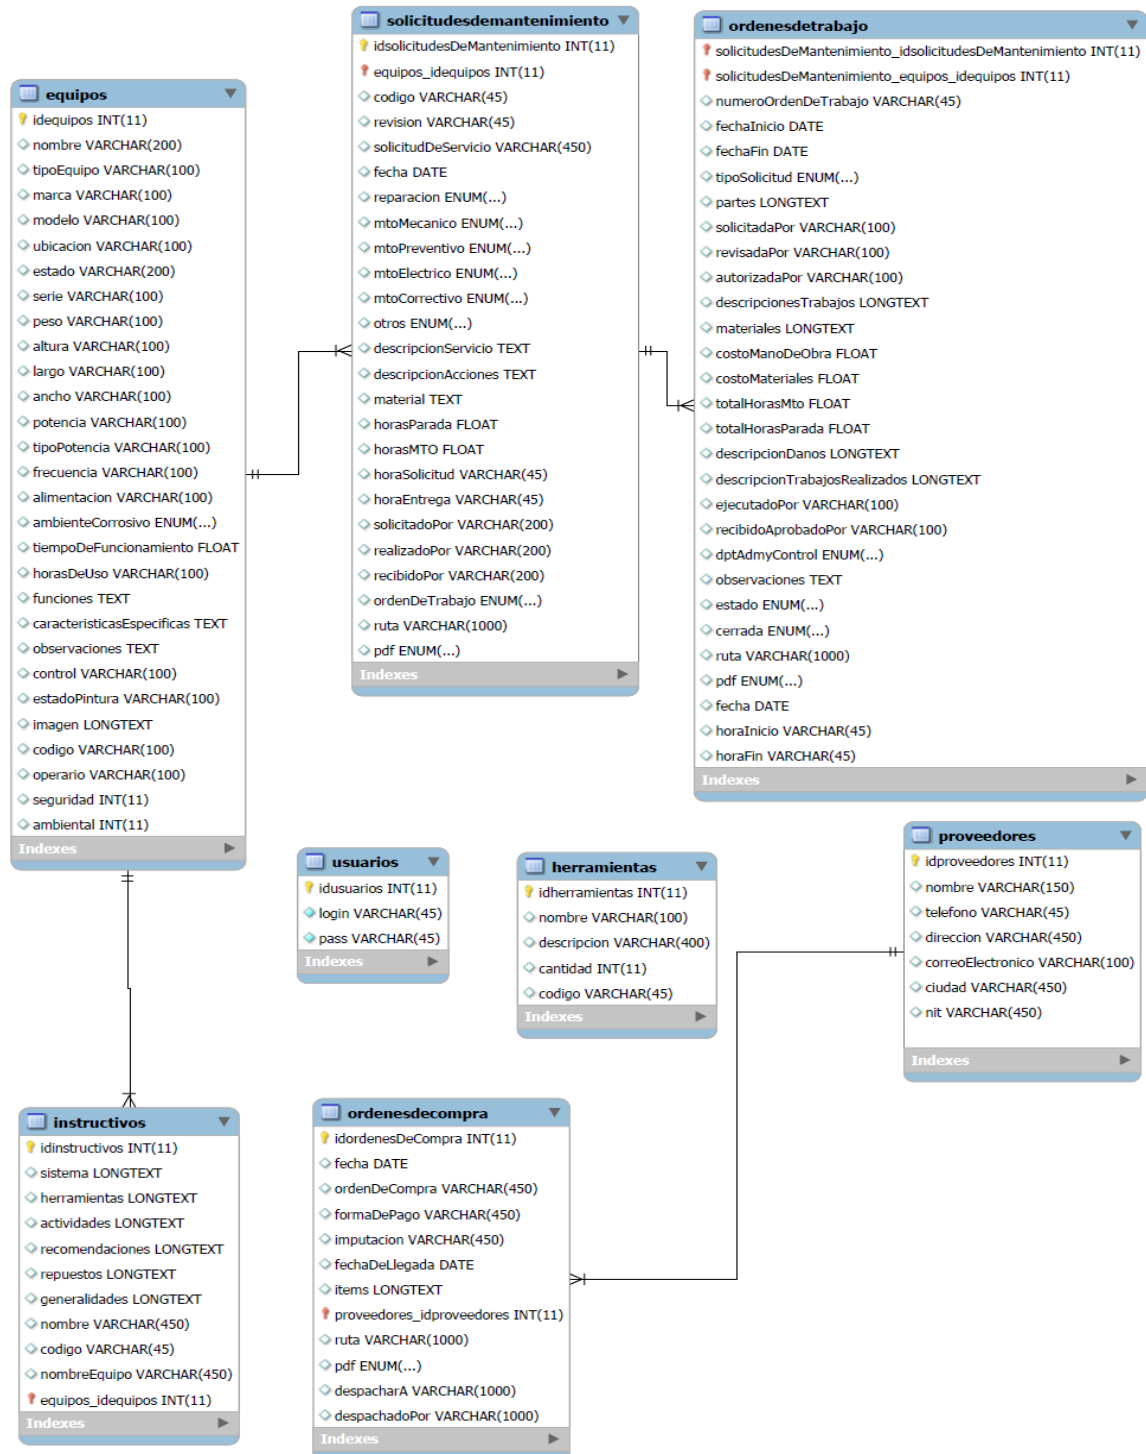 equipos
idequipos INT(11)
nombre VARCHAR(200)
tipoEquipo VARCHAR(100)
marca VARCHAR(100)
modelo VARCHAR(100)
ubicacion VARCHAR(100)
estado VARCHAR(200)
serie VARCHAR(100)
peso VARCHAR(100)
altura VARCHAR(100)
largo VARCHAR(100)
ancho VARCHAR(100)
potencia VARCHAR(100)
tipoPotencia VARCHAR(100)
frecuencia VARCHAR(100)
alimentacion VARCHAR(100)
ambienteCorrosivo ENUM(...)
tiempoDeFuncionamiento FLOAT
horasDeUso VARCHAR(100)
funciones TEXT
caracteristicasEspecificas TEXT
observaciones TEXT
control VARCHAR(100)
estadoPintura VARCHAR(100)
imagen LONGTEXT
codigo VARCHAR(100)
operario VARCHAR(100)
seguridad INT(11)
ambiental INT(11)
Indexes
solicitudesdemantenimiento
idsolicitudesDeMantenimiento INT(11)
equipos_idequipos INT(11)
codigo VARCHAR(45)
revision VARCHAR(45)
solicitudDeServicio VARCHAR(450)
fecha DATE
reparacion ENUM(...)
mtoMecanico ENUM(...)
mtoPreventivo ENUM(...)
mtoElectrico ENUM(...)
mtoCorrectivo ENUM(...)
otros ENUM(...)
descripcionServicio TEXT
descripcionAcciones TEXT
material TEXT
horasParada FLOAT
horasMTO FLOAT
horaSolicitud VARCHAR(45)
horaEntrega VARCHAR(45)
solicitadoPor VARCHAR(200)
realizadoPor VARCHAR(200)
recibidoPor VARCHAR(200)
ordenDeTrabajo ENUM(...)
ruta VARCHAR(1000)
pdf ENUM(...)
Indexes
ordenesdetrabajo
solicitudesDeMantenimiento_idsolicitudesDeMantenimiento INT(11)
solicitudesDeMantenimiento_equipos_idequipos INT(11)
numeroOrdenDeTrabajo VARCHAR(45)
fechaInicio DATE
fechaFin DATE
tipoSolicitud ENUM(...)
partes LONGTEXT
solicitadaPor VARCHAR(100)
revisadaPor VARCHAR(100)
autorizadaPor VARCHAR(100)
descripcionesTrabajos LONGTEXT
materiales LONGTEXT
costoManoDeObra FLOAT
costoMateriales FLOAT
totalHorasMto FLOAT
totalHorasParada FLOAT
descripcionDanos LONGTEXT
descripcionTrabajosRealizados LONGTEXT
ejecutadoPor VARCHAR(100)
recibidoAprobadoPor VARCHAR(100)
dptAdmyControl ENUM(...)
observaciones TEXT
estado ENUM(...)
cerrada ENUM(...)
ruta VARCHAR(1000)
pdf ENUM(...)
fecha DATE
horaInicio VARCHAR(45)
horaFin VARCHAR(45)
Indexes
usuarios
idusuarios INT(11)
login VARCHAR(45)
pass VARCHAR(45)
Indexes
herramientas
idherramientas INT(11)
nombre VARCHAR(100)
descripcion VARCHAR(400)
cantidad INT(11)
codigo VARCHAR(45)
Indexes
proveedores
idproveedores INT(11)
nombre VARCHAR(150)
telefono VARCHAR(45)
direccion VARCHAR(450)
correoElectronico VARCHAR(100)
ciudad VARCHAR(450)
nit VARCHAR(450)
Indexes
instructivos
idinstructivos INT(11)
sistema LONGTEXT
herramientas LONGTEXT
actividades LONGTEXT
recomendaciones LONGTEXT
repuestos LONGTEXT
generalidades LONGTEXT
nombre VARCHAR(450)
codigo VARCHAR(45)
nombreEquipo VARCHAR(450)
equipos_idequipos INT(11)
Indexes
ordenesdecompra
idordenesDeCompra INT(11)
fecha DATE
ordenDeCompra VARCHAR(450)
formaDePago VARCHAR(450)
imputacion VARCHAR(450)
fechaDeLlegada DATE
items LONGTEXT
proveedores_idproveedores INT(11)
ruta VARCHAR(1000)
pdf ENUM(...)
despacharA VARCHAR(1000)
despachadoPor VARCHAR(1000)
Indexes